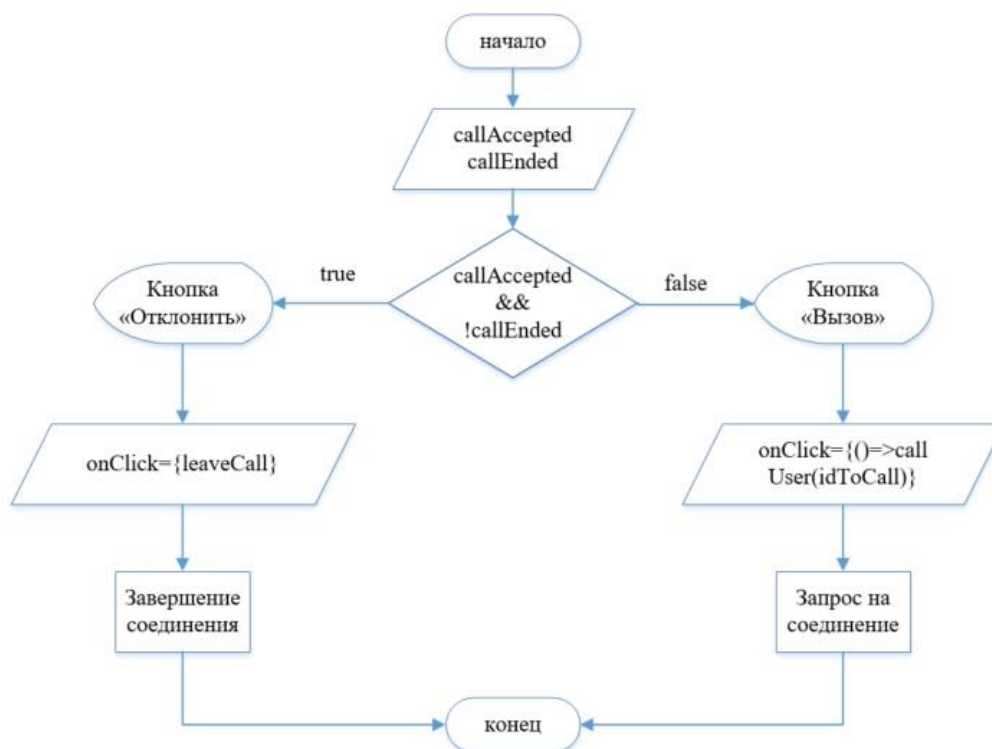 начало
callAccepted
callEnded
callAccepted
&&
!callEnded
true
false
Кнопка
«Отклонить»
Кнопка
«Вызов»
onClick={leaveCall}
onClick={()=>call
User(idToCall)}
Завершение
соединения
Запрос на
соединение
конец